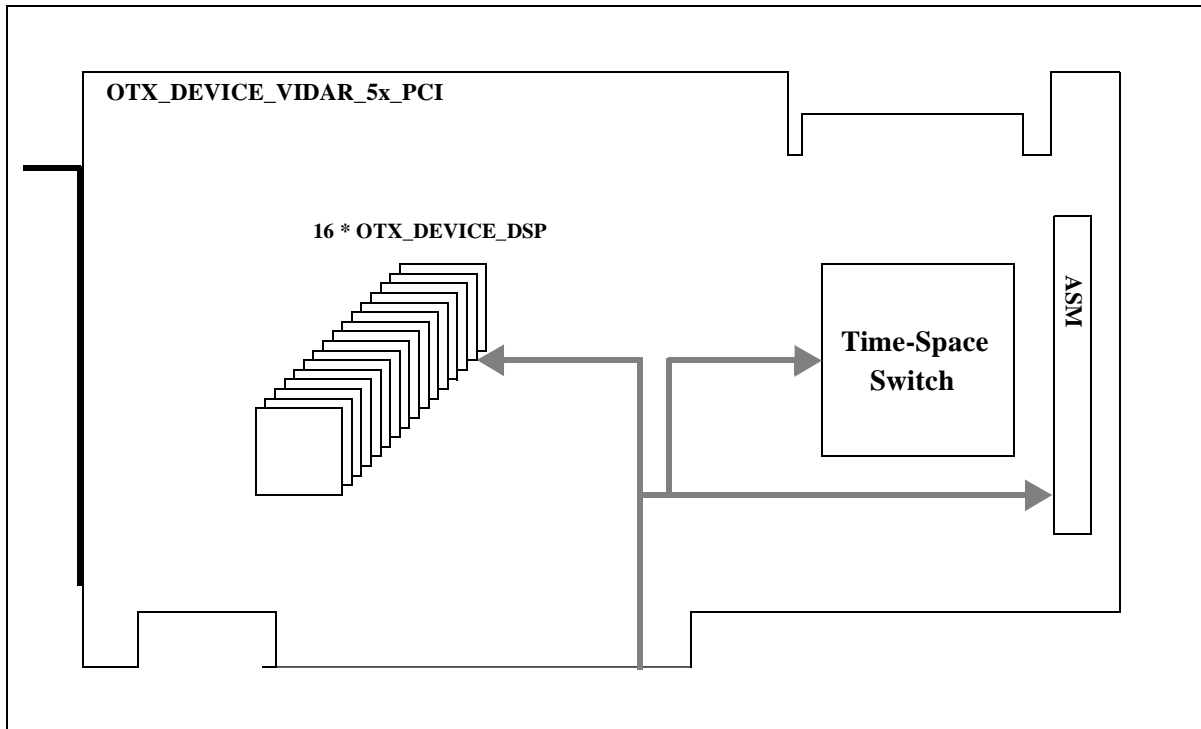 OTX_DEVICE_VIDAR_5x_PCI
16 * OTX_DEVICE_DSP
ASM
Time-Space
Switch